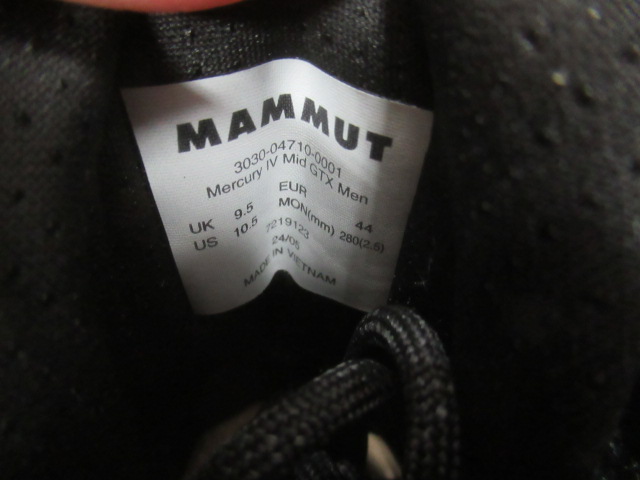 MAMMUT
3030-04710-0001
Mercury IV Mid GTX Men
UK 9.5 EUR 44
US 10.5 MON(mm) 280(2,5)
7219123
24/05
MADE IN VIETNAM